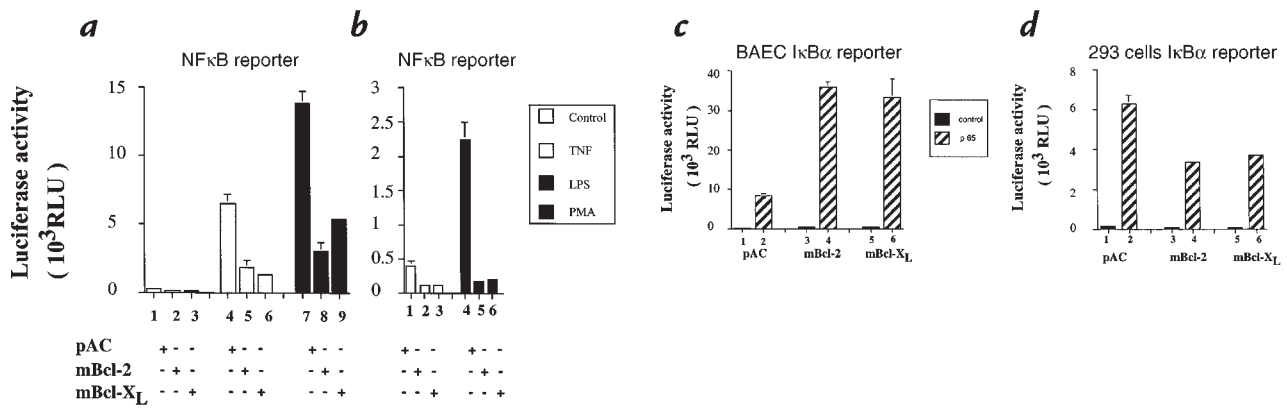 a
NFκB reporter
Luciferase activity
(10³RLU)
15
10
5
0
1 2 3 4 5 6 7 8 9
pAC + - - + - - + - -
mBcl-2 - + - - + - - + -
mBcl-XL - - + - - + - - +
b
NFκB reporter
3
2.5
2
1.5
1
0.5
0
1 2 3 4 5 6
+ - - + - -
- + - - + -
- - + - - +
Control
TNF
LPS
PMA
c
BAEC IκBα reporter
Luciferase activity
(10³ RLU)
40
30
20
10
0
1 2 3 4 5 6
pAC mBcl-2 mBcl-XL
control
p 65
d
293 cells IκBα reporter
Luciferase activity
(10³ RLU)
8
6
4
2
0
1 2 3 4 5 6
pAC mBcl-2 mBcl-XL